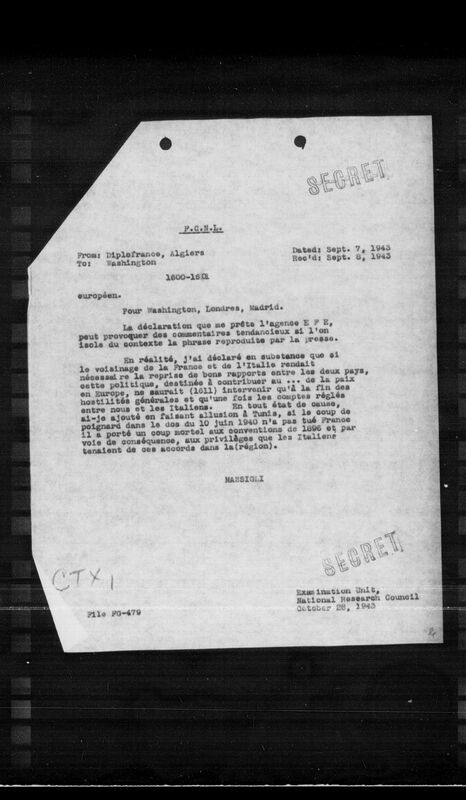 SECRET
F.C.N.L.
From: Diplofrance, Algiers
Dated: Sept. 7, 1943
To: Washington
Rec'd: Sept. 8, 1943
1600-1601
européen.
Pour Washington, Londres, Madrid.
La déclaration que me prête l'agence E F E,
peut provoquer des commentaires tendancieux si l'on
isole du contexte la phrase reproduite par la presse.
En réalité, j'ai déclaré en substance que si
le voisinage de la France et de l'Italie rendait
nécessaire la reprise de bons rapports entre les deux pays,
cette politique, destinée à contribuer au ... de la paix
en Europe, ne saurait (1611) intervenir qu'à la fin des
hostilités générales et qu'une fois les comptes réglés
entre nous et les Italiens. En tout état de cause,
ai-je ajouté en faisant allusion à Tunis, si le coup de
poignard dans le dos du 10 juin 1940 n'a pas tué France
il a porté un coup mortel aux conventions de 1896 et par
voie de conséquence, aux privilèges que les Italiens
tenaient de ces accords dans la(région).
MASSIGLI
SECRET
CTX 1
Examination Unit,
National Research Council
October 28, 1943
File FG-479